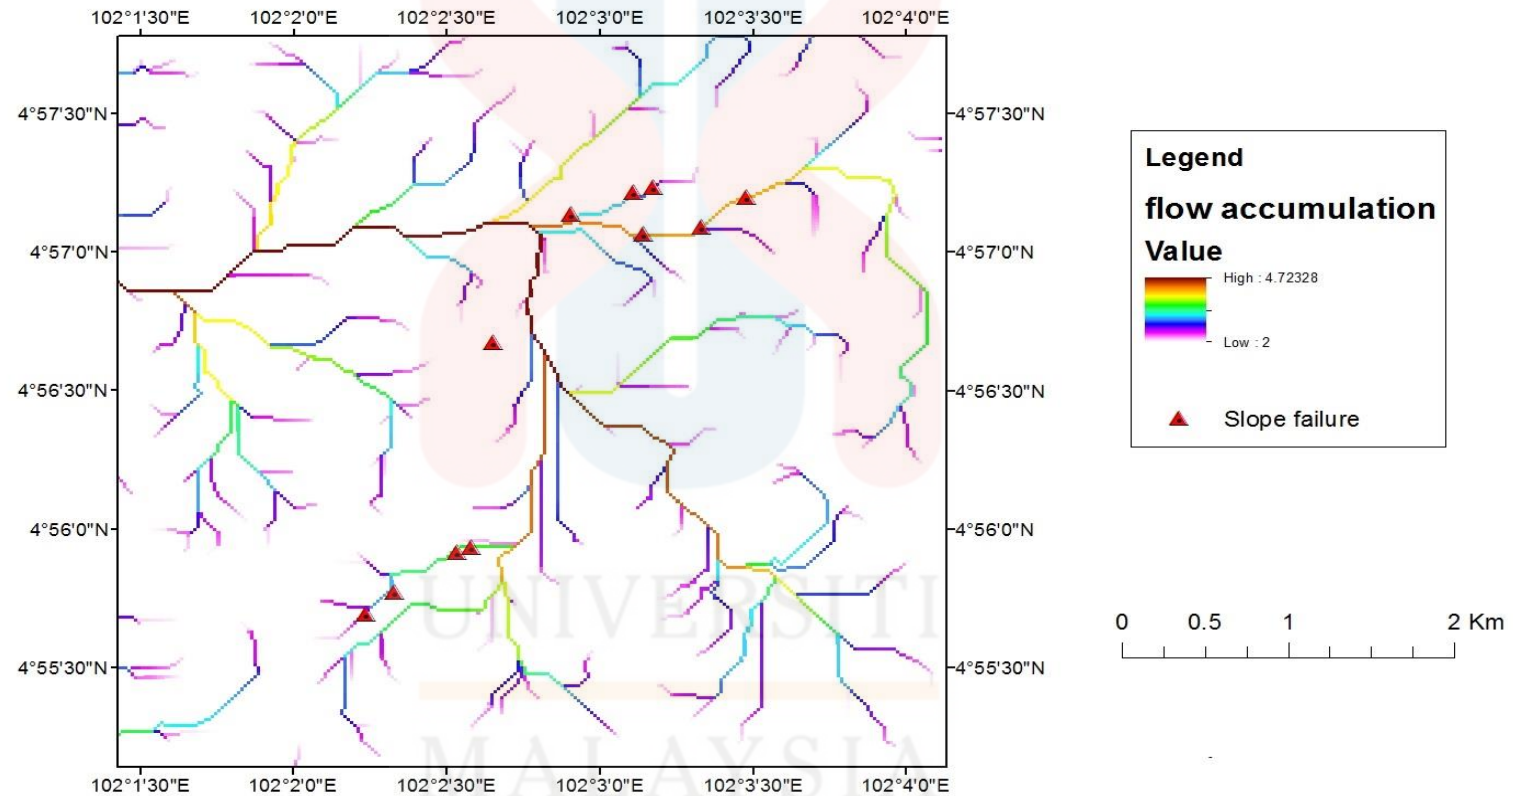 102°1'30"E 102°2'0"E 102°2'30"E 102°3'0"E 102°3'30"E 102°4'0"E
4°57'30"N 4°57'30"N
4°57'0"N 4°57'0"N
4°56'30"N 4°56'30"N
4°56'0"N 4°56'0"N
4°55'30"N 4°55'30"N
102°1'30"E 102°2'0"E 102°2'30"E 102°3'0"E 102°3'30"E 102°4'0"E
UNIVERSITI
MALAYSIA
Legend
flow accumulation
Value
High : 4.72328
Low : 2
Slope failure
0 0.5 1 2 Km